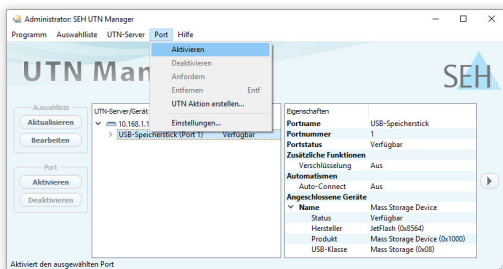 Administrator: SEH UTN Manager
Programm Auswahlliste UTN-Server Port Hilfe
UTN Man
SEH
Aktivieren
Deaktivieren
Anfordern
Entfernen Entf
UTN Aktion erstellen...
Einstellungen...
Auswahlliste
Aktualisieren
Bearbeiten
Port
Aktivieren
Deaktivieren
UTN-Server/Gerät
10.168.1.1
USB-Speicherstick (Port 1) Verfügbar
Eigenschaften
Portname USB-Speicherstick
Portnummer 1
Portstatus Verfügbar
Zusätzliche Funktionen
Verschlüsselung Aus
Automatismen
Auto-Connect Aus
Angeschlossene Geräte
Name Mass Storage Device
Status Verfügbar
Hersteller JetFlash (0x8564)
Produkt Mass Storage Device (0x1000)
USB-Klasse Mass Storage (0x08)
Aktiviert den ausgewählten Port